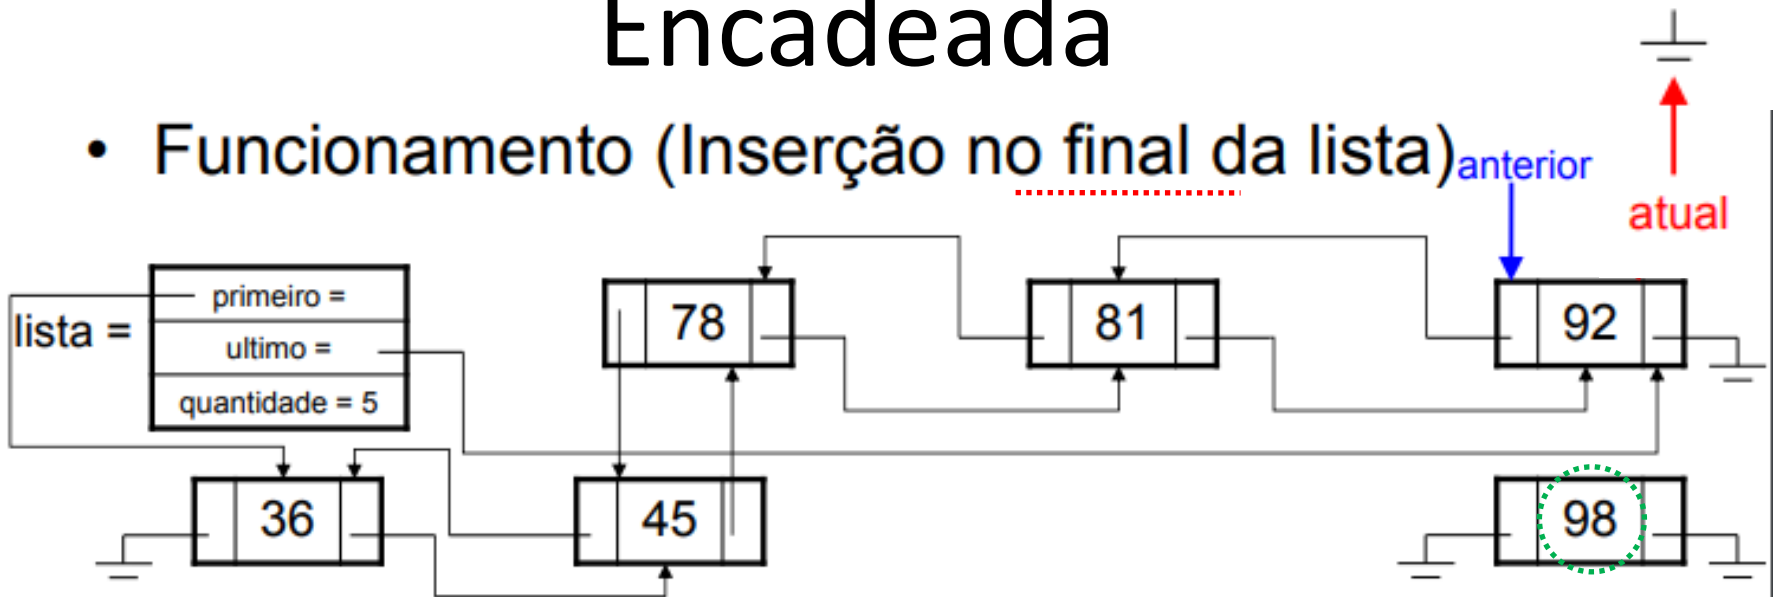 Encadeada
• Funcionamento (Inserção no final da lista)
anterior
atual
lista =
primeiro =
ultimo =
quantidade = 5
78
81
92
36
45
98